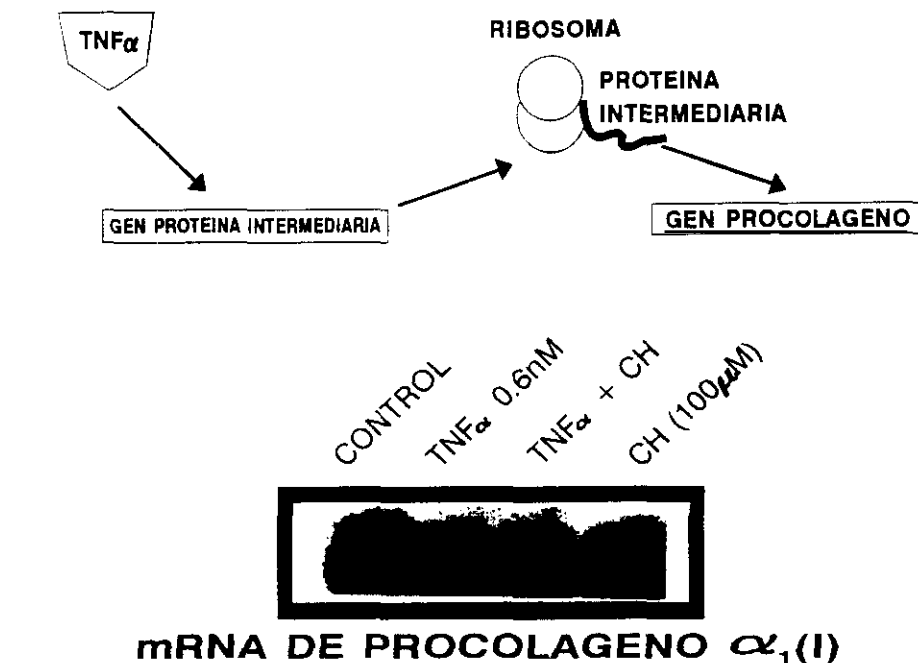 TNFα
RIBOSOMA
PROTEINA
INTERMEDIARIA
GEN PROTEINA INTERMEDIARIA
GEN PROCOLAGENO
CONTROL
TNFα 0.6nM
TNFα + CH
CH (100μM)
mRNA DE PROCOLAGENO α₁(I)